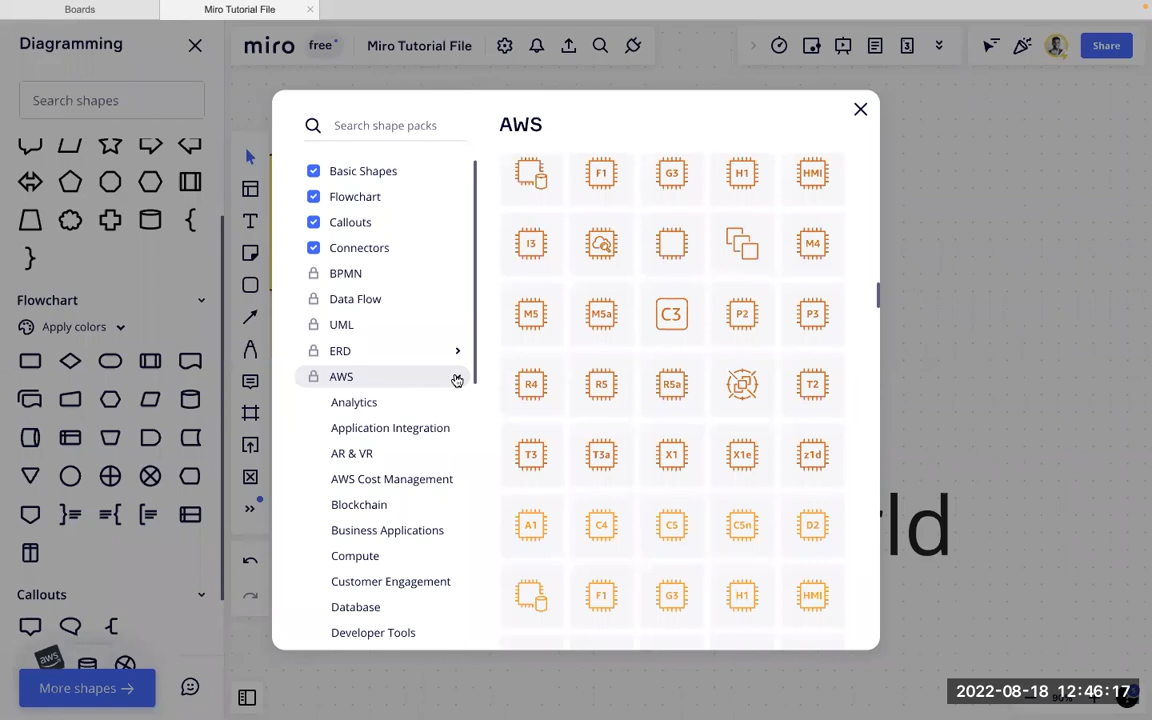 Boards
Miro Tutorial File
Diagramming
miro
free
Miro Tutorial File
3
Share
Search shapes
Search shape packs
AWS
Basic Shapes
Flowchart
Callouts
Connectors
BPMN
Data Flow
UML
ERD
AWS
Analytics
Application Integration
AR & VR
AWS Cost Management
Blockchain
Business Applications
Compute
Customer Engagement
Database
Developer Tools
F1
G3
H1
HMI
I3
M4
M5
M5a
C3
P2
P3
R4
R5
R5a
T2
T3
T3a
X1
X1e
z1d
A1
C4
C5
C5n
D2
F1
G3
H1
HMI
Flowchart
Apply colors
Callouts
aws
More shapes →
rld
2022-08-18 12:46:17